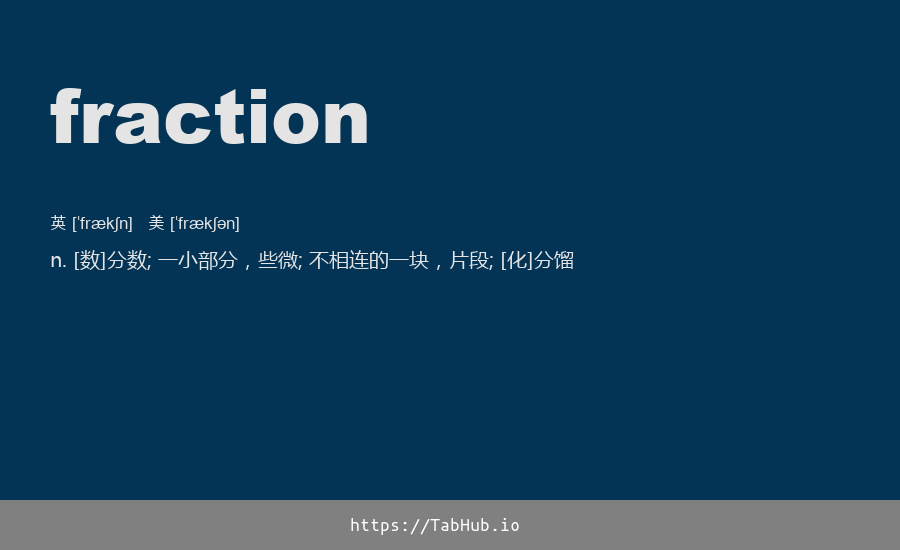 fraction
英 [ˈfrækʃn] 美 [ˈfrækʃən]
n. [数]分数; 一小部分，些微; 不相连的一块，片段; [化]分馏
https://TabHub.io